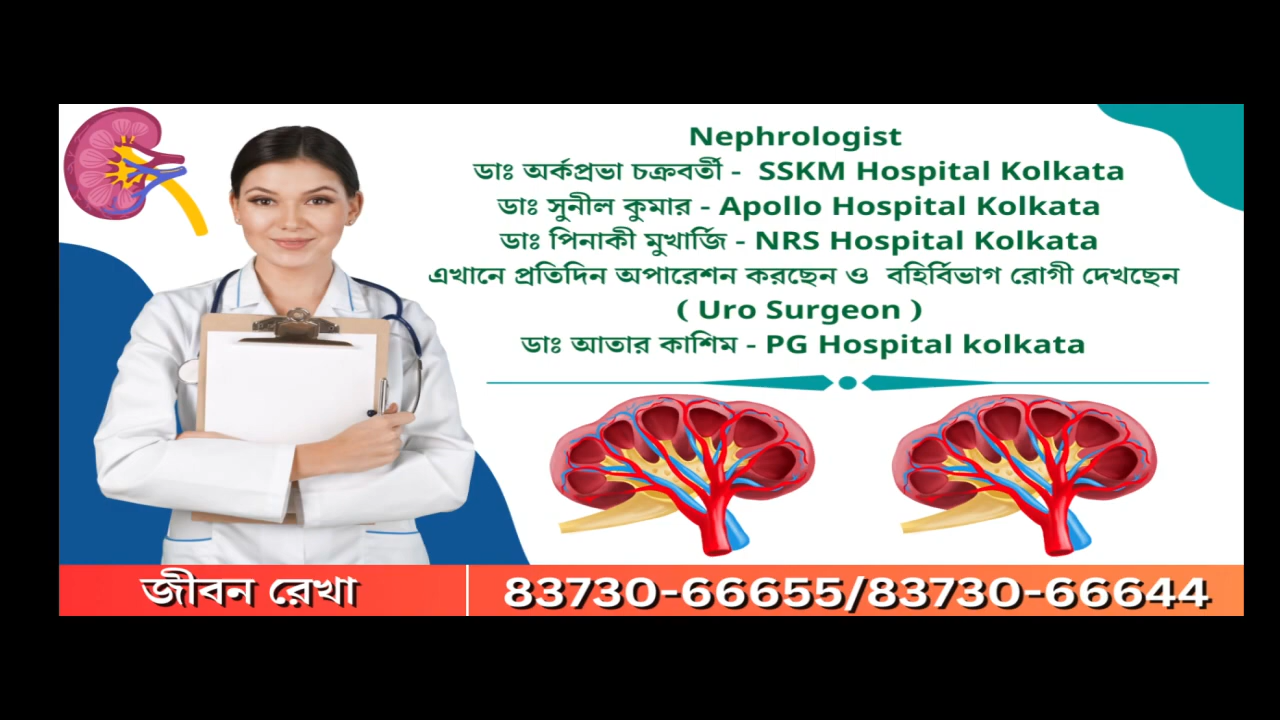 Nephrologist
ডাঃ অর্কপ্রভা চক্রবর্তী - SSKM Hospital Kolkata
ডাঃ সুনীল কুমার - Apollo Hospital Kolkata
ডাঃ পিনাকী মুখার্জি - NRS Hospital Kolkata
এখানে প্রতিদিন অপারেশন করছেন ও বহির্বিভাগ রোগী দেখছেন
( Uro Surgeon )
ডাঃ আতার কাশিম - PG Hospital kolkata
জীবন রেখা
83730-66655/83730-66644